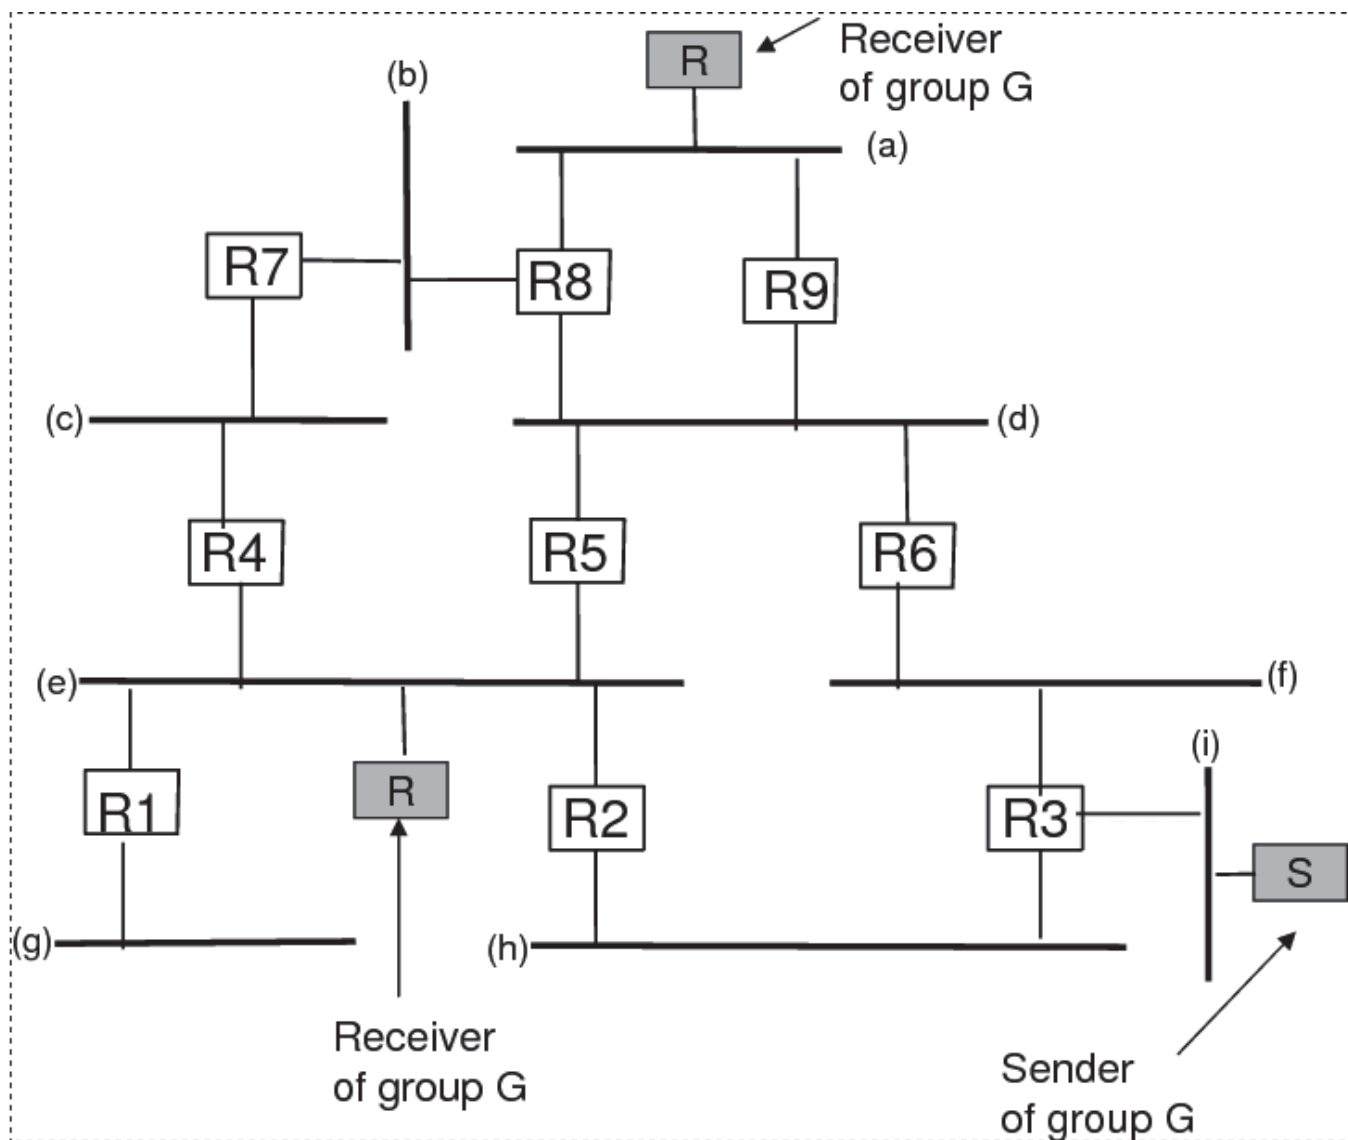 R
Receiver
of group G
(b)
(a)
R7
R8
R9
(c)
(d)
R4
R5
R6
(e)
(f)
(i)
R1
R
R2
R3
S
(g)
(h)
Receiver
of group G
Sender
of group G